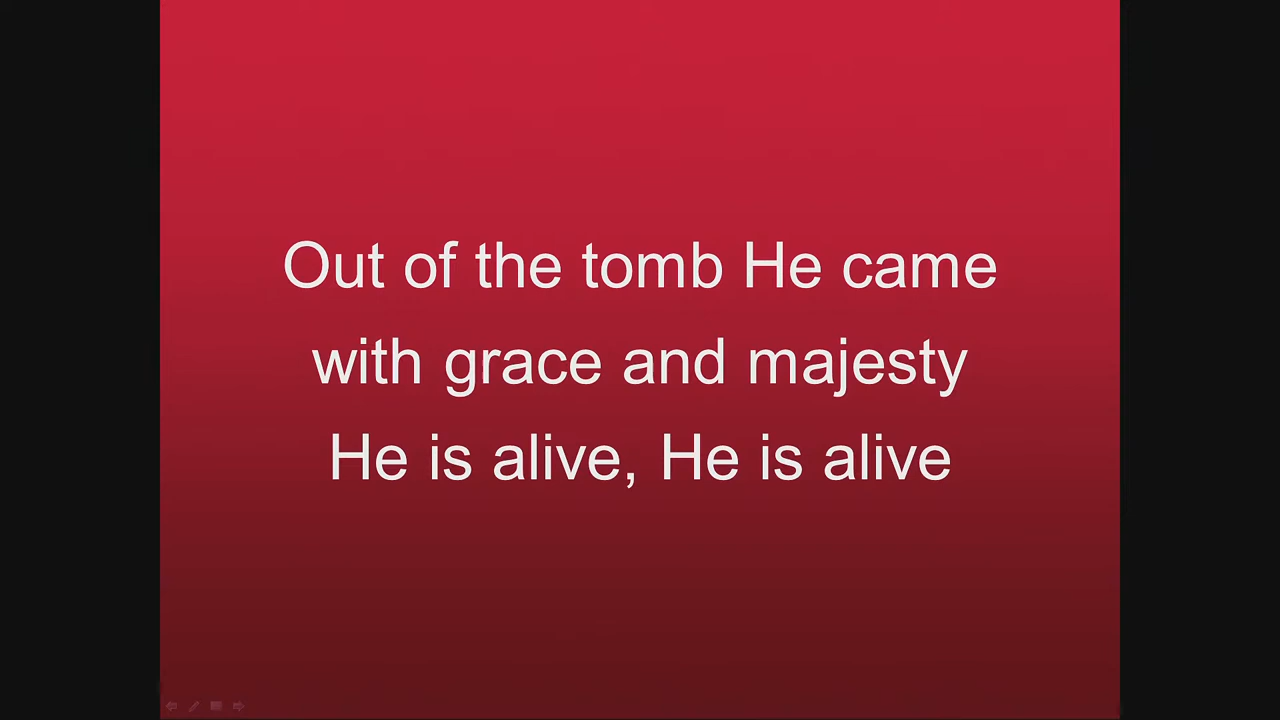 Out of the tomb He came
with grace and majesty
He is alive, He is alive